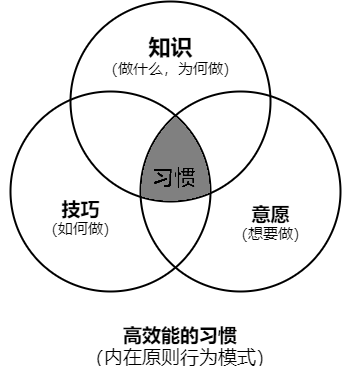 知识
(做什么，为何做)
习惯
技巧
(如何做)
意愿
(想要做)
高效能的习惯
（内在原则行为模式）